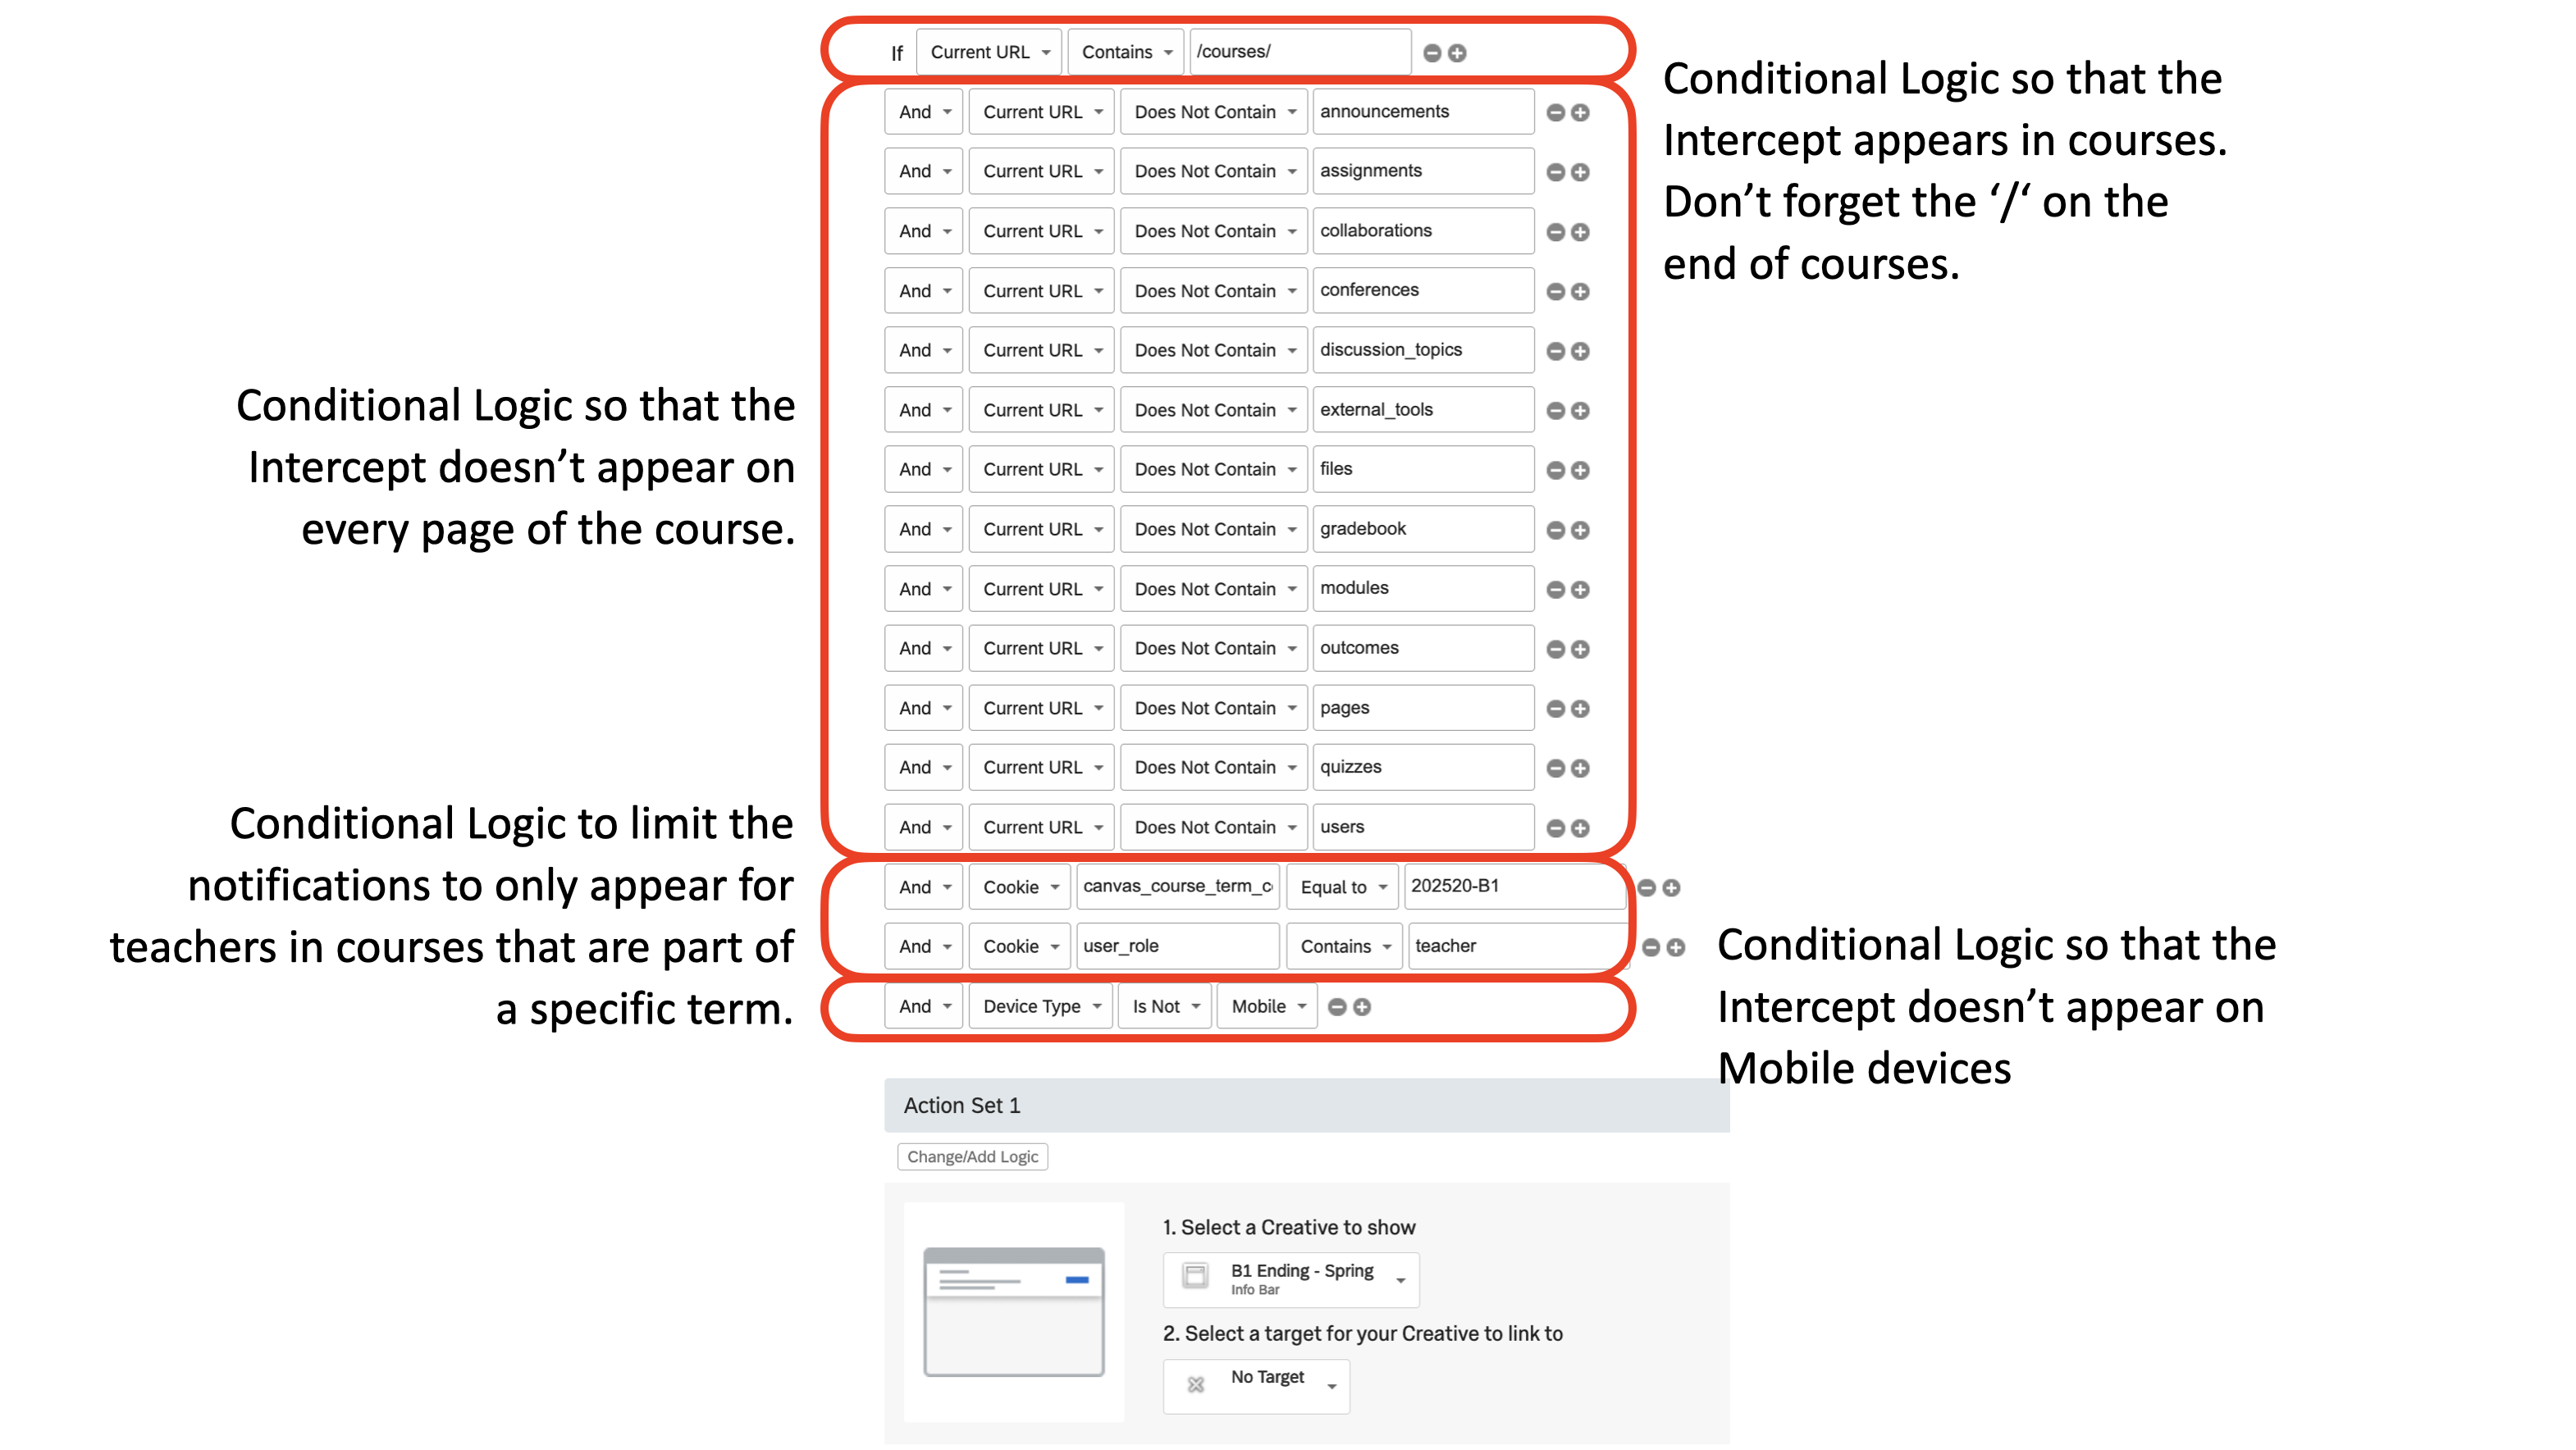 If Current URL Contains /courses/
Conditional Logic so that the
Intercept appears in courses.
Don’t forget the ‘/‘ on the
end of courses.
And Current URL Does Not Contain announcements
And Current URL Does Not Contain assignments
And Current URL Does Not Contain collaborations
And Current URL Does Not Contain conferences
And Current URL Does Not Contain discussion_topics
And Current URL Does Not Contain external_tools
And Current URL Does Not Contain files
And Current URL Does Not Contain gradebook
And Current URL Does Not Contain modules
And Current URL Does Not Contain outcomes
And Current URL Does Not Contain pages
And Current URL Does Not Contain quizzes
And Current URL Does Not Contain users
Conditional Logic so that the
Intercept doesn’t appear on
every page of the course.
And Cookie canvas_course_term_c Equal to 202520-B1
And Cookie user_role Contains teacher
Conditional Logic to limit the
notifications to only appear for
teachers in courses that are part of
a specific term.
And Device Type Is Not Mobile
Conditional Logic so that the
Intercept doesn’t appear on
Mobile devices
Action Set 1
Change/Add Logic
1. Select a Creative to show
B1 Ending - Spring
Info Bar
2. Select a target for your Creative to link to
No Target